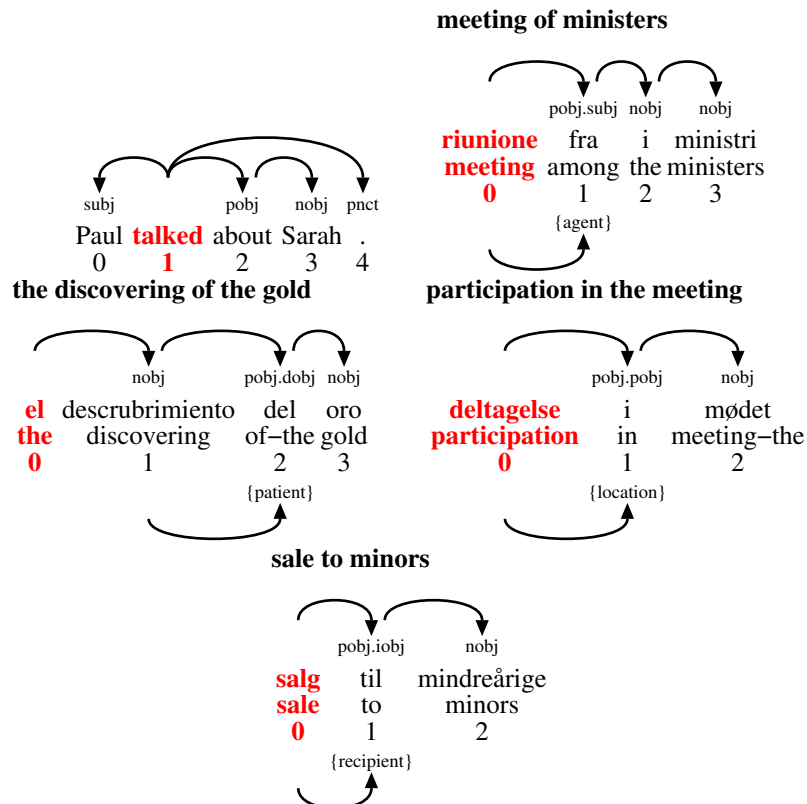 meeting of ministers
pobj.subj nobj nobj
riunione fra i ministri
meeting among the ministers
0 1 2 3
{agent}
subj pobj nobj pnct
Paul talked about Sarah .
0 1 2 3 4
the discovering of the gold
nobj pobj.dobj nobj
el descrubrimiento del oro
the discovering of-the gold
0 1 2 3
{patient}
participation in the meeting
pobj.pobj nobj
deltagelse i mødet
participation in meeting-the
0 1 2
{location}
sale to minors
pobj.iobj nobj
salg til mindreårige
sale to minors
0 1 2
{recipient}